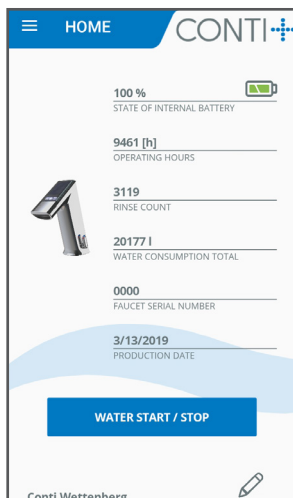 HOME
CONTI+
100 %
STATE OF INTERNAL BATTERY
9461 [h]
OPERATING HOURS
3119
RINSE COUNT
20177 l
WATER CONSUMPTION TOTAL
0000
FAUCET SERIAL NUMBER
3/13/2019
PRODUCTION DATE
WATER START / STOP
Conti Wettenberg